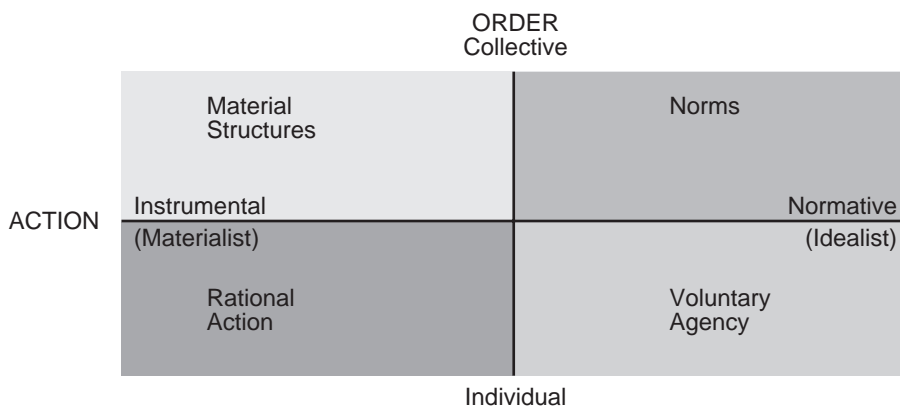 ORDER
Collective
Material
Structures
Norms
ACTION
Instrumental
Normative
(Materialist)
(Idealist)
Rational
Action
Voluntary
Agency
Individual